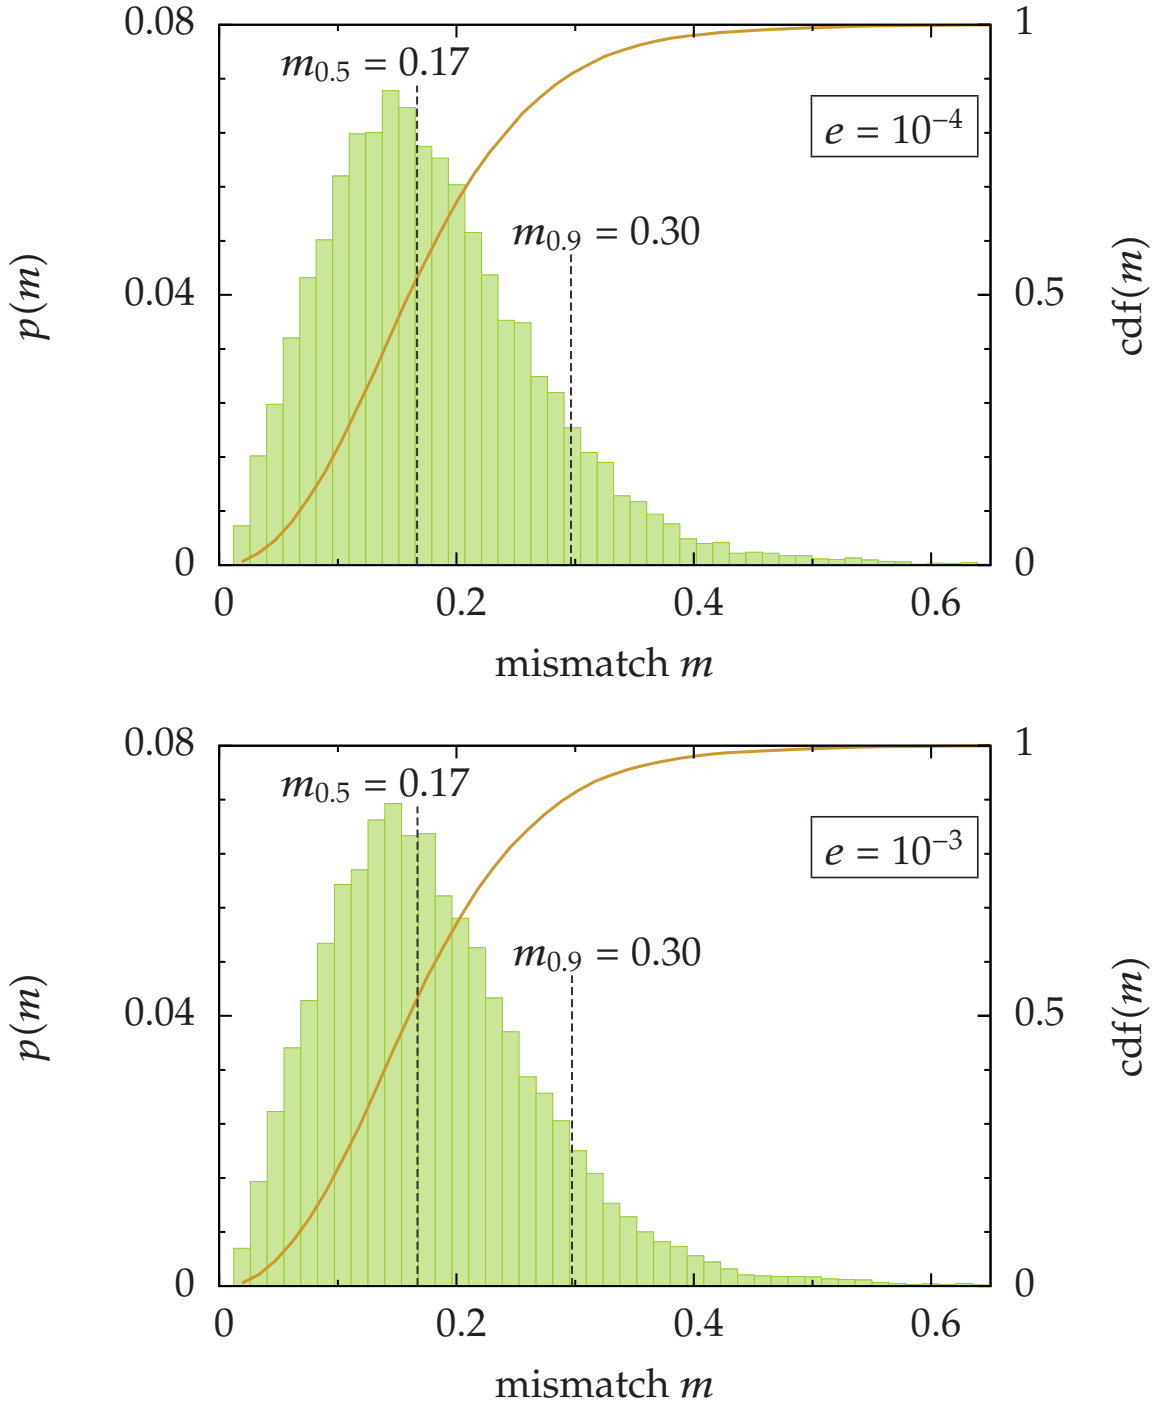 0.08
0.04
0
p(m)
m0.5 = 0.17
m0.9 = 0.30
e = 10⁻⁴
1
0.5
0
cdf(m)
0 0.2 0.4 0.6
mismatch m
0.08
0.04
0
p(m)
m0.5 = 0.17
m0.9 = 0.30
e = 10⁻³
1
0.5
0
cdf(m)
0 0.2 0.4 0.6
mismatch m